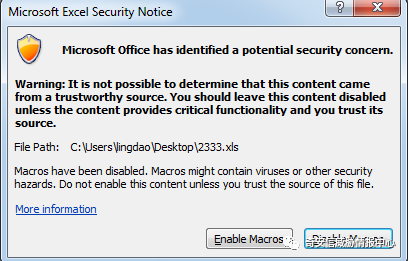 Microsoft Excel Security Notice
Microsoft Office has identified a potential security concern.
Warning: It is not possible to determine that this content came
from a trustworthy source. You should leave this content disabled
unless the content provides critical functionality and you trust its
source.
File Path: C:\Users\lingdao\Desktop\2333.xls
Macros have been disabled. Macros might contain viruses or other security
hazards. Do not enable this content unless you trust the source of this file.
More information
Enable Macros
Disable Macros
奇安信威胁情报中心